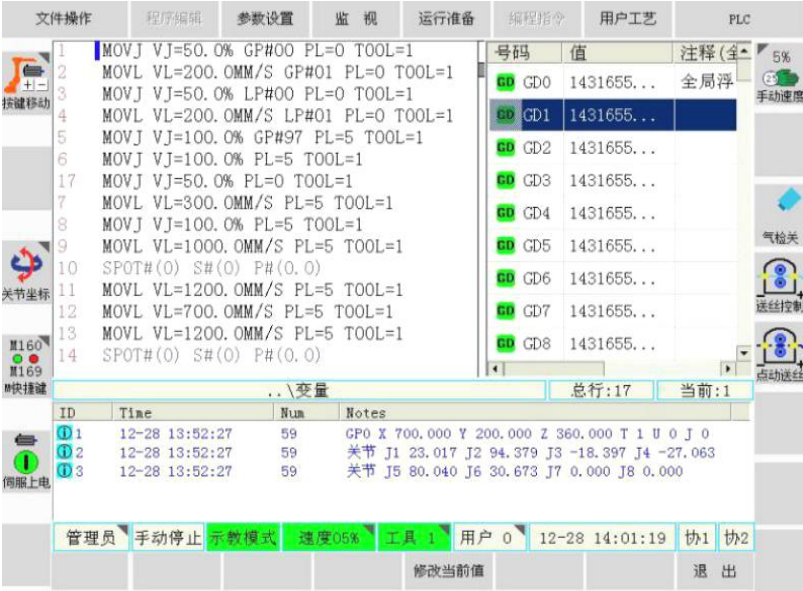 文件操作 程序编辑 参数设置 监 视 运行准备 编程指令 用户工艺 PLC
按键移动
关节坐标
M160
M169
M快捷键
伺服上电
1 MOVJ VJ=50.0% GP#00 PL=0 TOOL=1
2 MOVL VL=200.0MM/S GP#01 PL=0 TOOL=1
3 MOVJ VJ=50.0% LP#00 PL=0 TOOL=1
4 MOVL VL=200.0MM/S LP#01 PL=0 TOOL=1
5 MOVJ VJ=100.0% GP#97 PL=5 TOOL=1
6 MOVJ VJ=100.0% PL=5 TOOL=1
17 MOVJ VJ=50.0% PL=0 TOOL=1
7 MOVL VL=300.0MM/S PL=5 TOOL=1
8 MOVJ VJ=100.0% PL=5 TOOL=1
9 MOVL VL=1000.0MM/S PL=5 TOOL=1
10 SPOT#(0) S#(0) P#(0.0)
11 MOVL VL=1200.0MM/S PL=5 TOOL=1
12 MOVL VL=700.0MM/S PL=5 TOOL=1
13 MOVL VL=1200.0MM/S PL=5 TOOL=1
14 SPOT#(0) S#(0) P#(0.0)
号码 值 注释(全
GD GD0 1431655... 全局浮
GD GD1 1431655...
GD GD2 1431655...
GD GD3 1431655...
GD GD4 1431655...
GD GD5 1431655...
GD GD6 1431655...
GD GD7 1431655...
GD GD8 1431655...
5%
手动速度
气检关
送丝控制
点动送丝
..\变量 总行:17 当前:1
ID Time Num Notes
1 12-28 13:52:27 59 GP0 X 700.000 Y 200.000 Z 360.000 T 1 U 0 J 0
2 12-28 13:52:27 59 关节 J1 23.017 J2 94.379 J3 -18.397 J4 -27.063
3 12-28 13:52:27 59 关节 J5 80.040 J6 30.673 J7 0.000 J8 0.000
管理员 手动停止 示教模式 速度05% 工具 1 用户 0 12-28 14:01:19 协1 协2
修改当前值 退 出